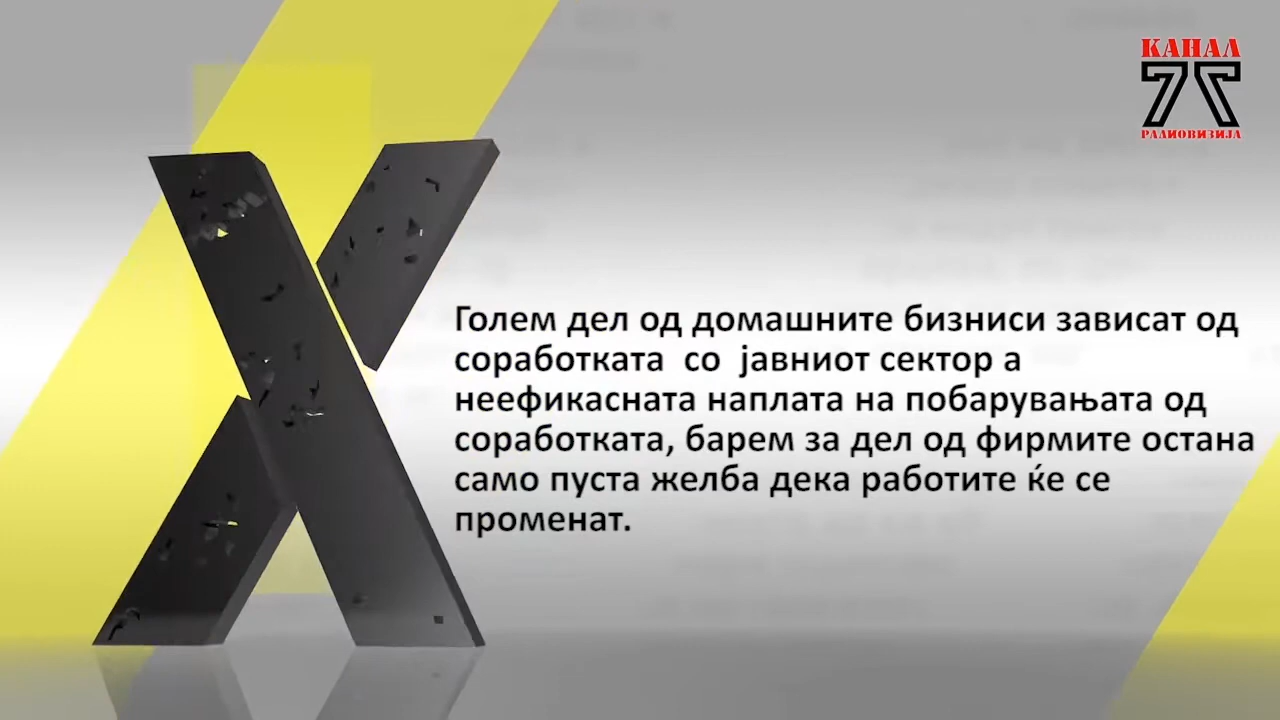 КАНАЛ
77
РАДИОВИЗИЈА
Голем дел од домашните бизниси зависат од
соработката со јавниот сектор а
неефикасната наплата на побарувањата од
соработката, барем за дел од фирмите остана
само пуста желба дека работите ќе се
променат.